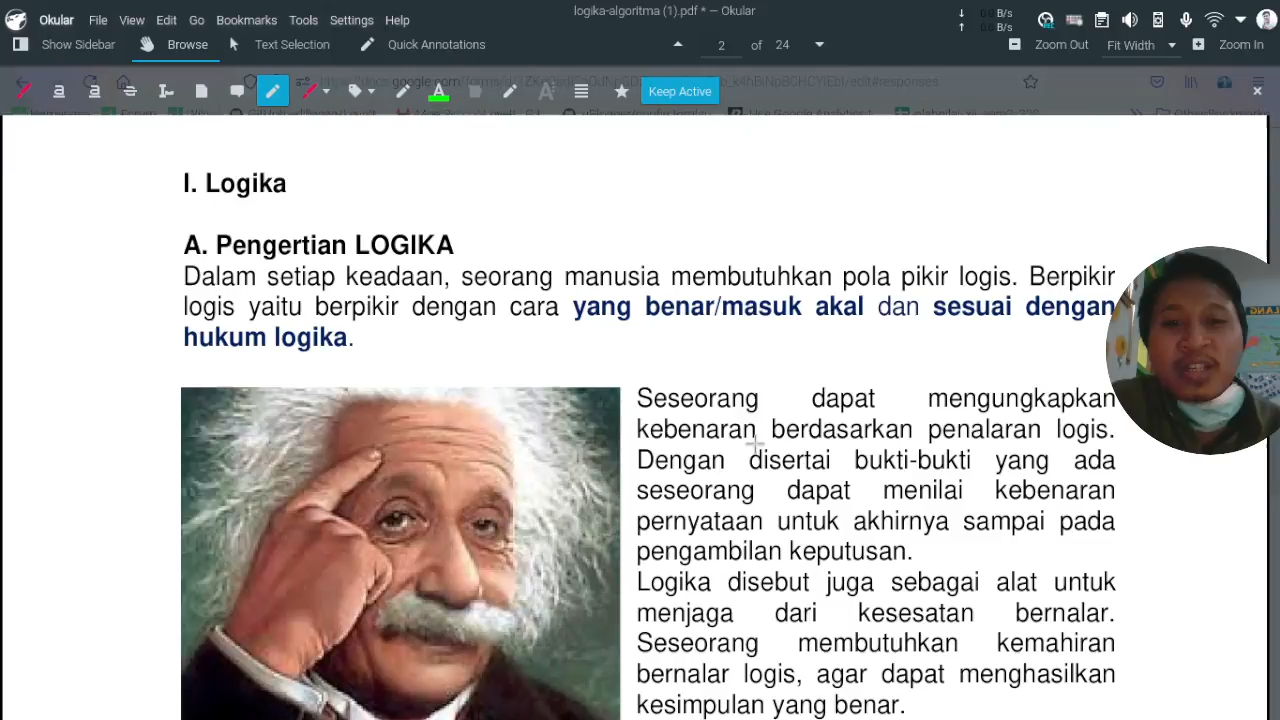 Okular File View Edit Go Bookmarks Tools Settings Help
logika-algoritma (1).pdf * — Okular
Show Sidebar Browse Text Selection Quick Annotations
2 of 24
Zoom Out Fit Width Zoom In
Keep Active
I. Logika
A. Pengertian LOGIKA
Dalam setiap keadaan, seorang manusia membutuhkan pola pikir logis. Berpikir
logis yaitu berpikir dengan cara yang benar/masuk akal dan sesuai dengan
hukum logika.
Seseorang dapat mengungkapkan
kebenaran berdasarkan penalaran logis.
Dengan disertai bukti-bukti yang ada
seseorang dapat menilai kebenaran
pernyataan untuk akhirnya sampai pada
pengambilan keputusan.
Logika disebut juga sebagai alat untuk
menjaga dari kesesatan bernalar.
Seseorang membutuhkan kemahiran
bernalar logis, agar dapat menghasilkan
kesimpulan yang benar.